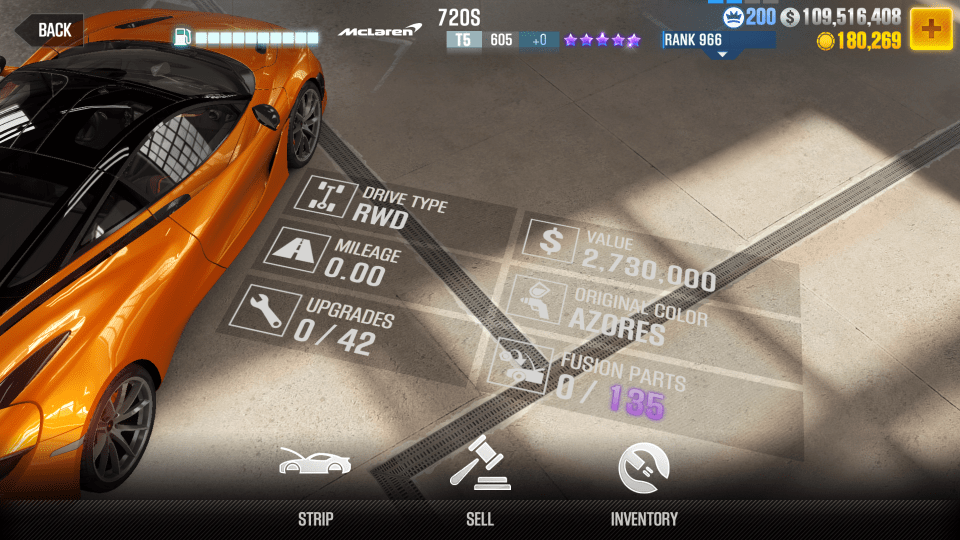 BACK
McLaren
720S
T5 605 +0
RANK 966
200 $ 109,516,408
180,269
DRIVE TYPE
RWD
MILEAGE
0.00
UPGRADES
0/42
$ VALUE
2,730,000
ORIGINAL COLOR
AZORES
FUSION PARTS
0/ 135
STRIP
SELL
INVENTORY